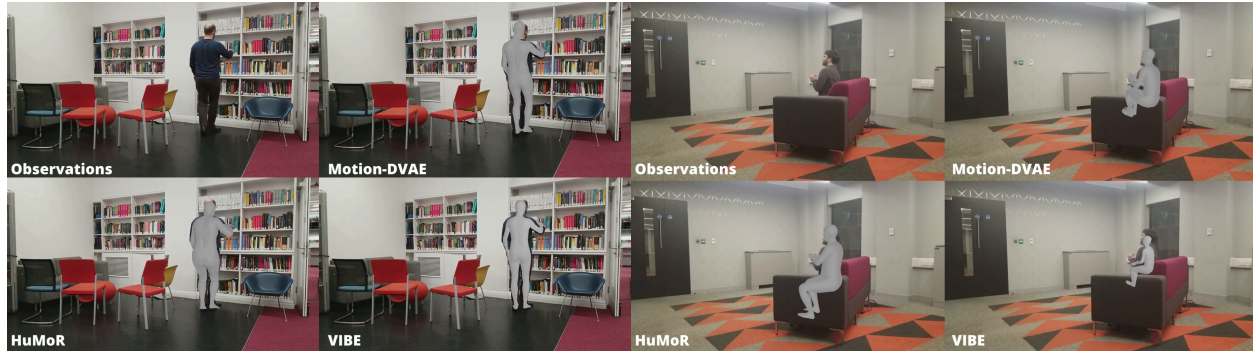 Observations
Motion-DVAE
Observations
Motion-DVAE
HuMoR
VIBE
HuMoR
VIBE